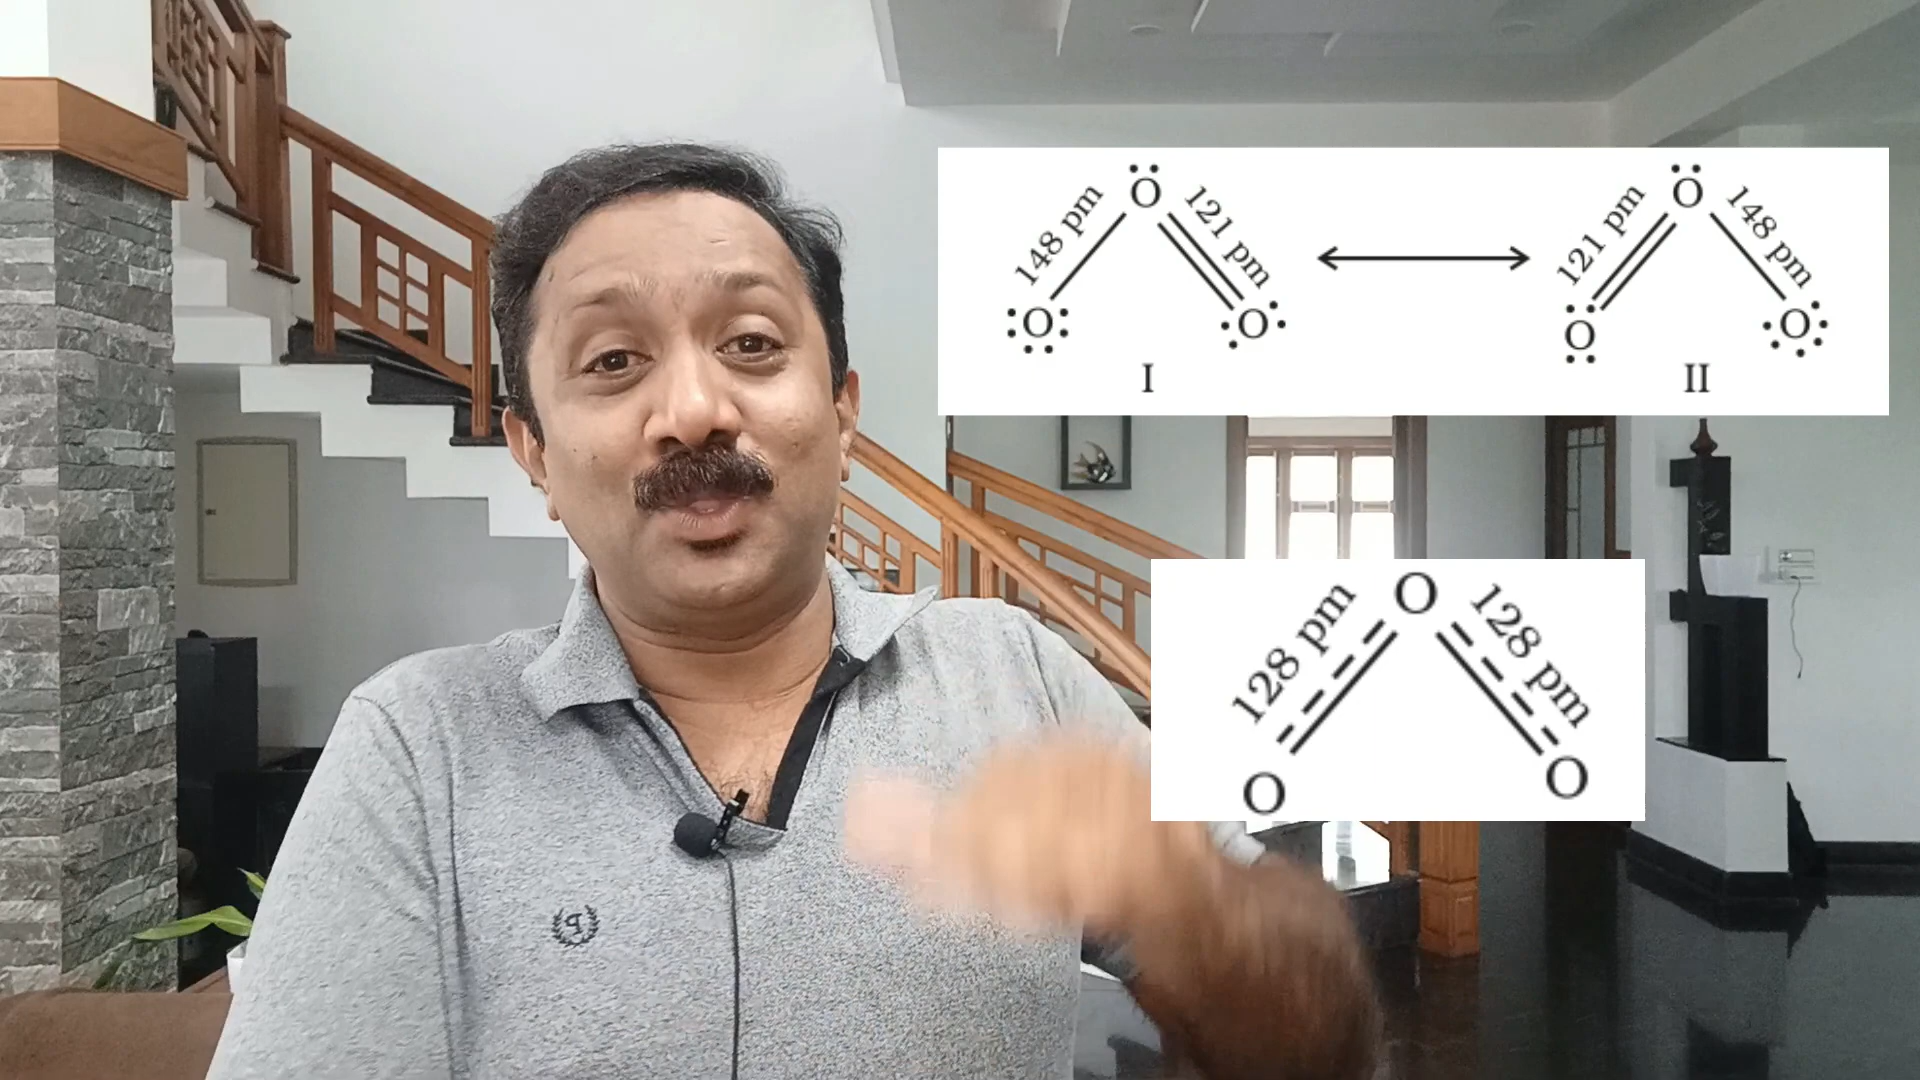 148 pm O 121 pm 121 pm O 148 pm
O O O O
I II
128 pm O 128 pm
O O